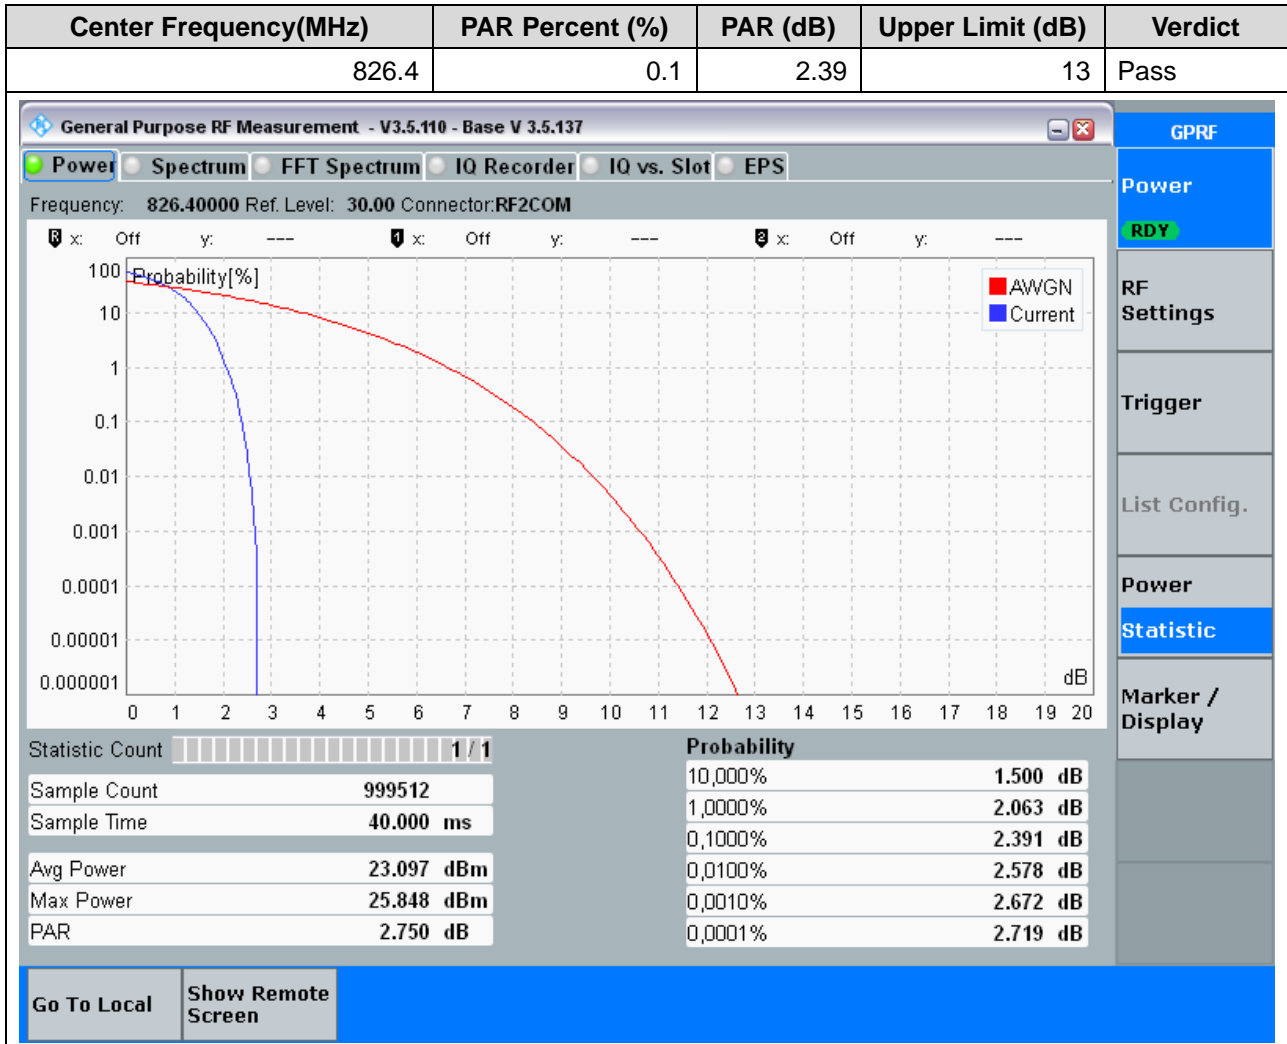 Center Frequency(MHz) PAR Percent (%) PAR (dB) Upper Limit (dB) Verdict
826.4 0.1 2.39 13 Pass
General Purpose RF Measurement - V3.5.110 - Base V 3.5.137
GPRF
Power Spectrum FFT Spectrum IQ Recorder IQ vs. Slot EPS
Frequency: 826.40000 Ref. Level: 30.00 Connector:RF2COM
R x: Off y: --- 1 x: Off y: --- 2 x: Off y: ---
Probability[%]
100
10
1
0.1
0.01
0.001
0.0001
0.00001
0.000001
AWGN
Current
dB
0 1 2 3 4 5 6 7 8 9 10 11 12 13 14 15 16 17 18 19 20
Statistic Count 1 / 1
Sample Count 999512
Sample Time 40.000 ms
Avg Power 23.097 dBm
Max Power 25.848 dBm
PAR 2.750 dB
Probability
10,000% 1.500 dB
1,0000% 2.063 dB
0,1000% 2.391 dB
0,0100% 2.578 dB
0,0010% 2.672 dB
0,0001% 2.719 dB
Power
RDY
RF
Settings
Trigger
List Config.
Power
Statistic
Marker /
Display
Go To Local
Show Remote
Screen